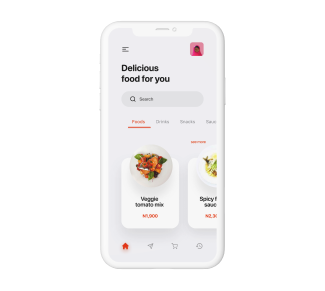 Delicious
food for you
Search
Foods Drinks Snacks Sauc
see more
Veggie
tomato mix
N1,900
Spicy f
sauc
N2,3